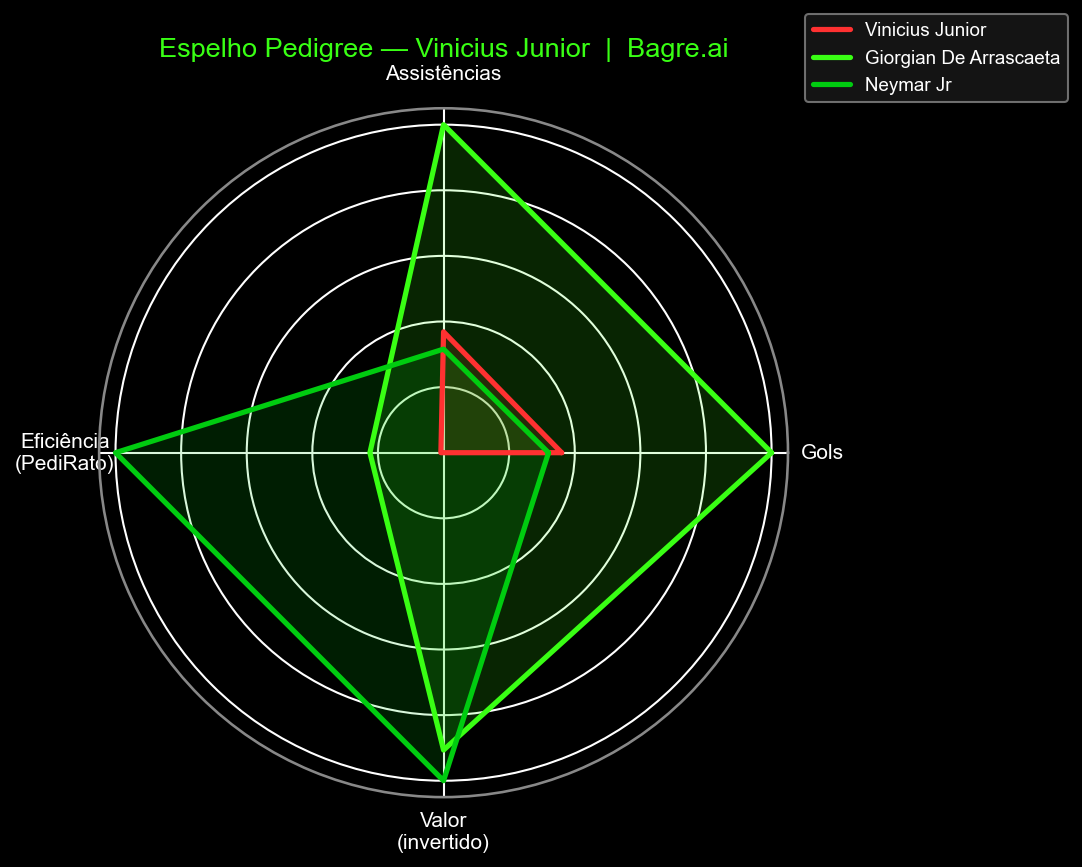 Espelho Pedigree — Vinicius Junior | Bagre.ai
Vinicius Junior
Giorgian De Arrascaeta
Neymar Jr
Assistências
Eficiência
(PediRato)
Gols
Valor
(invertido)